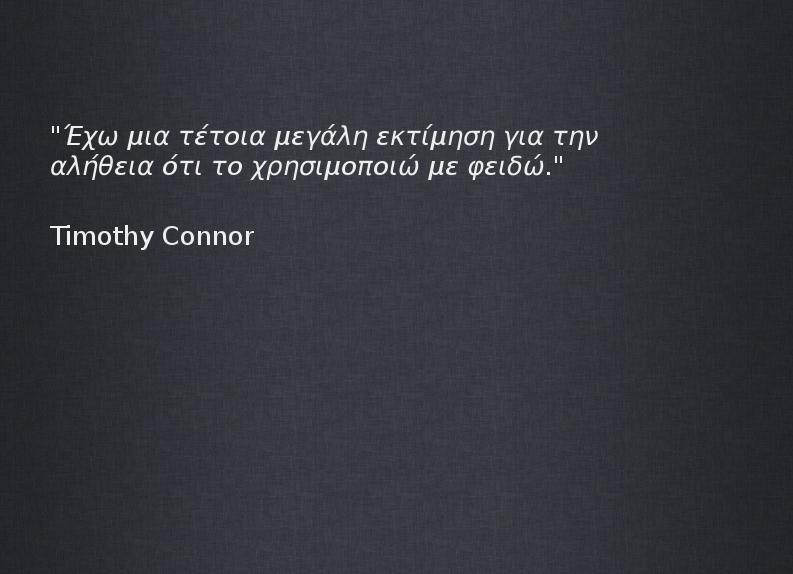 "Έχω μια τέτοια μεγάλη εκτίμηση για την
αλήθεια ότι το χρησιμοποιώ με φειδώ."
Timothy Connor